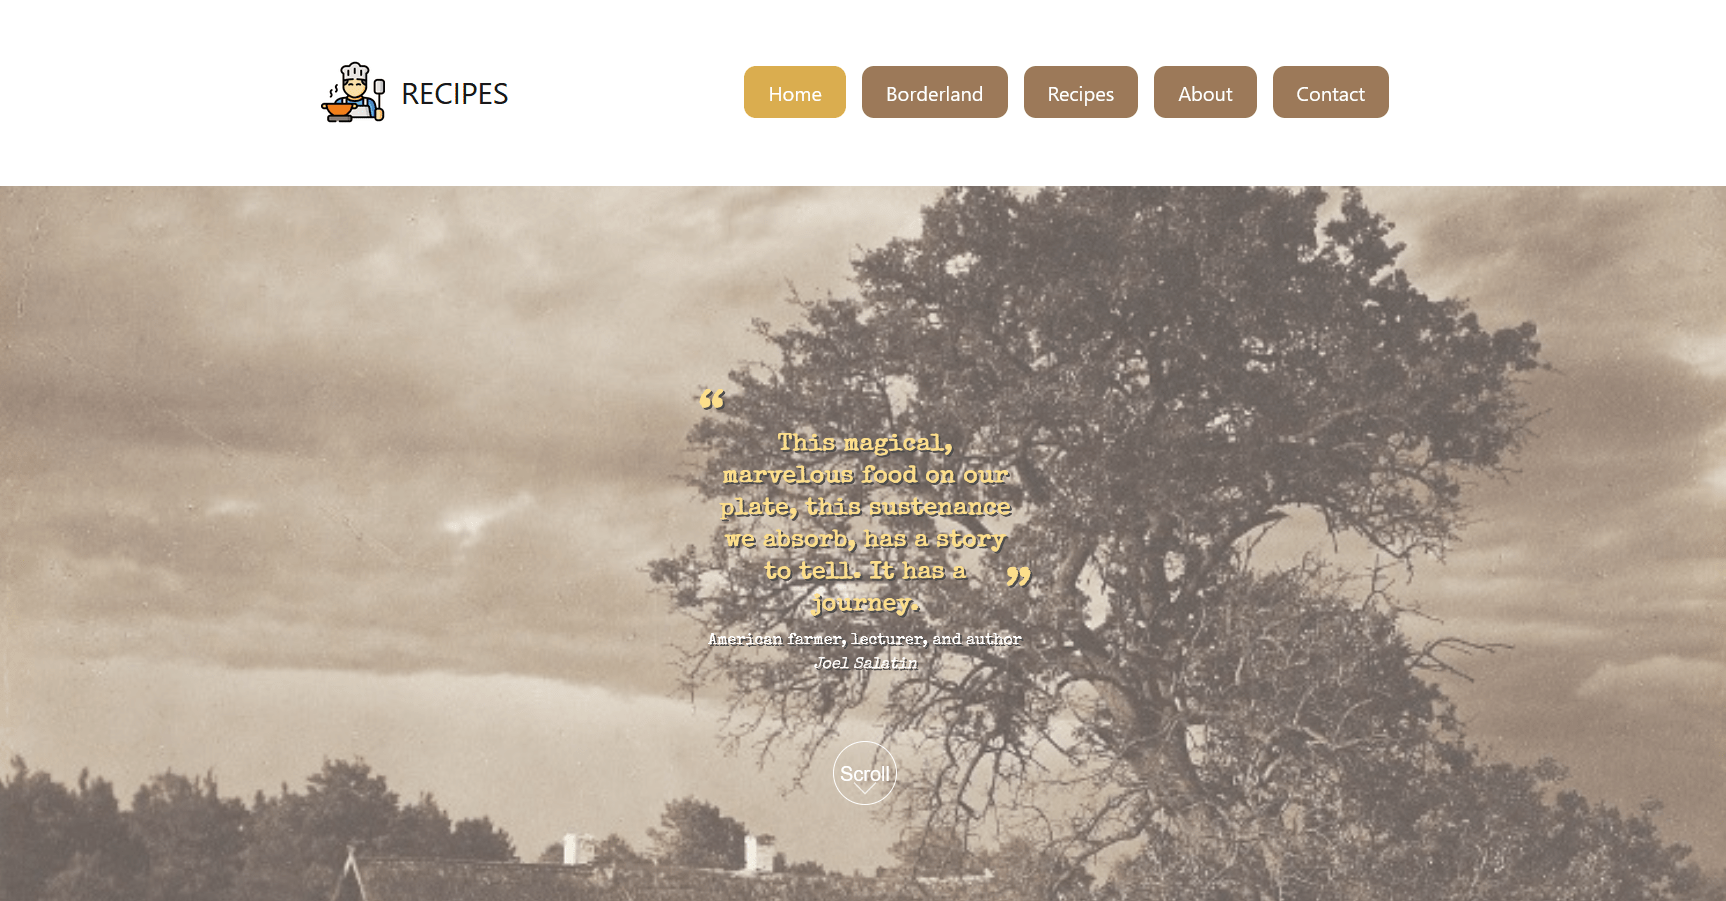 RECIPES
Home
Borderland
Recipes
About
Contact
“
This magical,
marvelous food on our
plate, this sustenance
we absorb, has a story
to tell. It has a
journey.
”
American farmer, lecturer, and author
Joel Salatin
Scroll